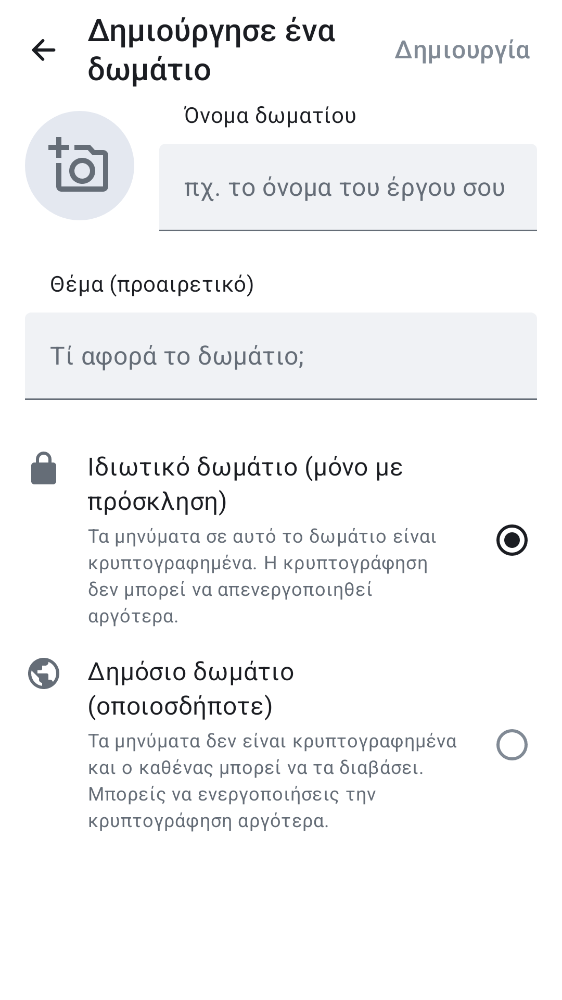 Δημιούργησε ένα
δωμάτιο
Δημιουργία
Όνομα δωματίου
πχ. το όνομα του έργου σου
Θέμα (προαιρετικό)
Τί αφορά το δωμάτιο;
Ιδιωτικό δωμάτιο (μόνο με
πρόσκληση)
Τα μηνύματα σε αυτό το δωμάτιο είναι
κρυπτογραφημένα. Η κρυπτογράφηση
δεν μπορεί να απενεργοποιηθεί
αργότερα.
Δημόσιο δωμάτιο
(οποιοσδήποτε)
Τα μηνύματα δεν είναι κρυπτογραφημένα
και ο καθένας μπορεί να τα διαβάσει.
Μπορείς να ενεργοποιήσεις την
κρυπτογράφηση αργότερα.